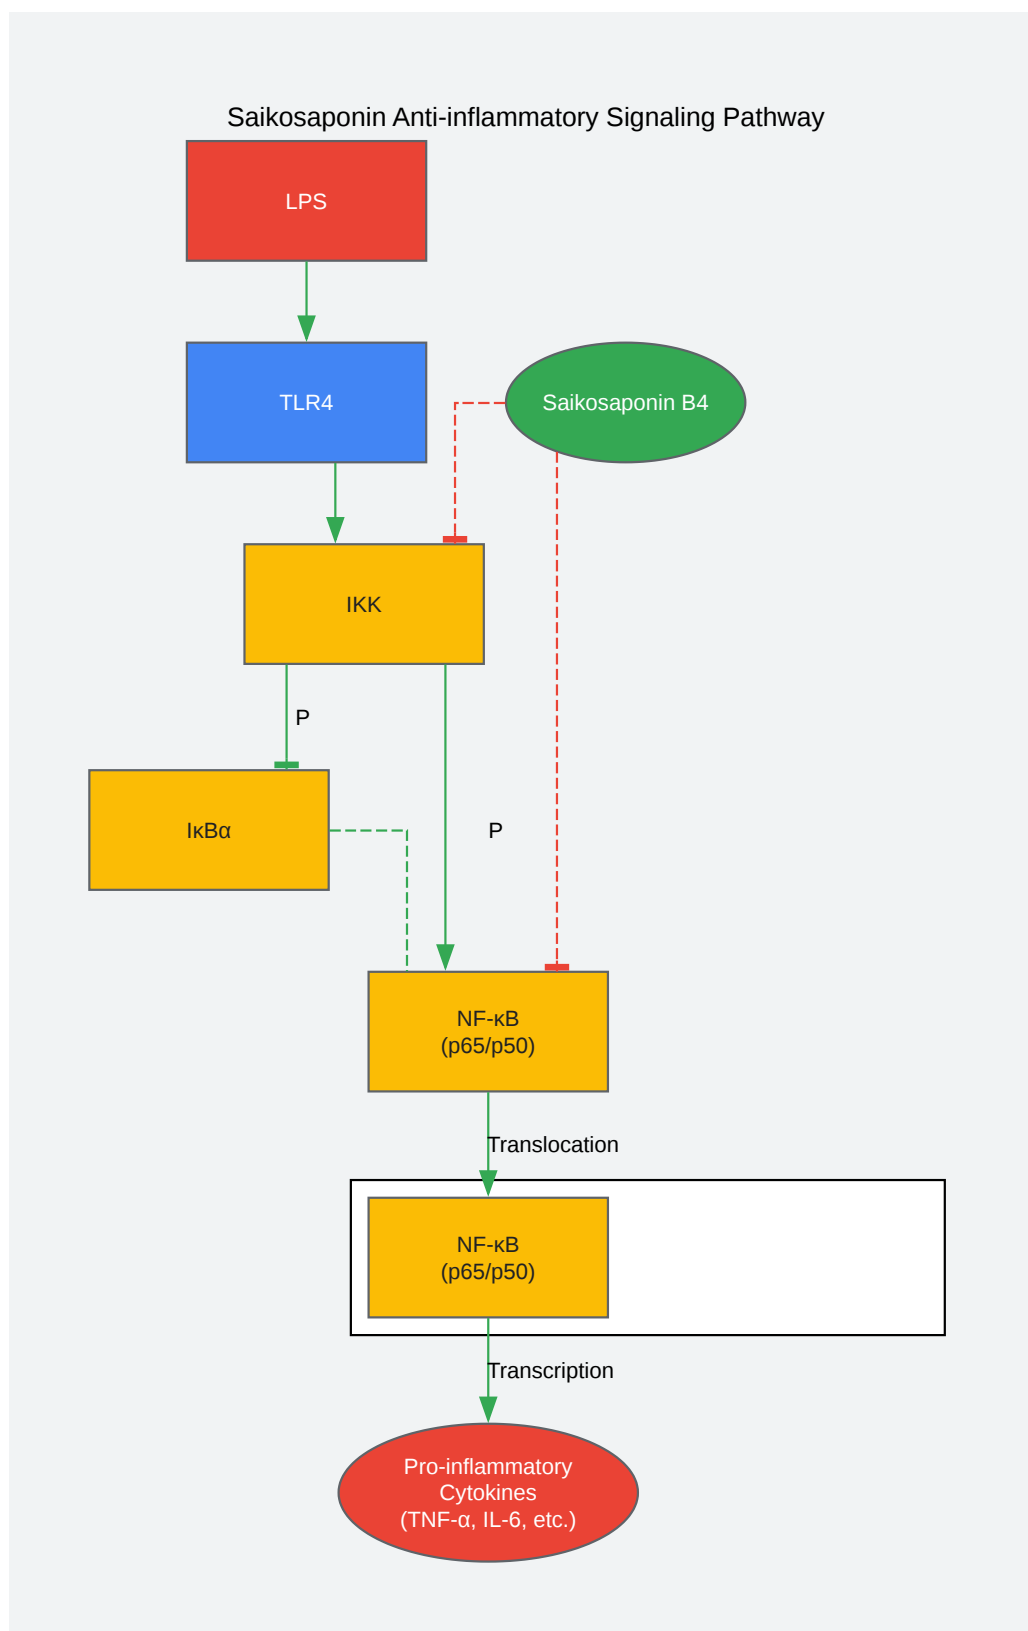 Saikosaponin Anti-inflammatory Signaling Pathway
LPS
TLR4
Saikosaponin B4
IKK
P
IκBα
P
NF-κB
(p65/p50)
Translocation
NF-κB
(p65/p50)
Transcription
Pro-inflammatory
Cytokines
(TNF-α, IL-6, etc.)